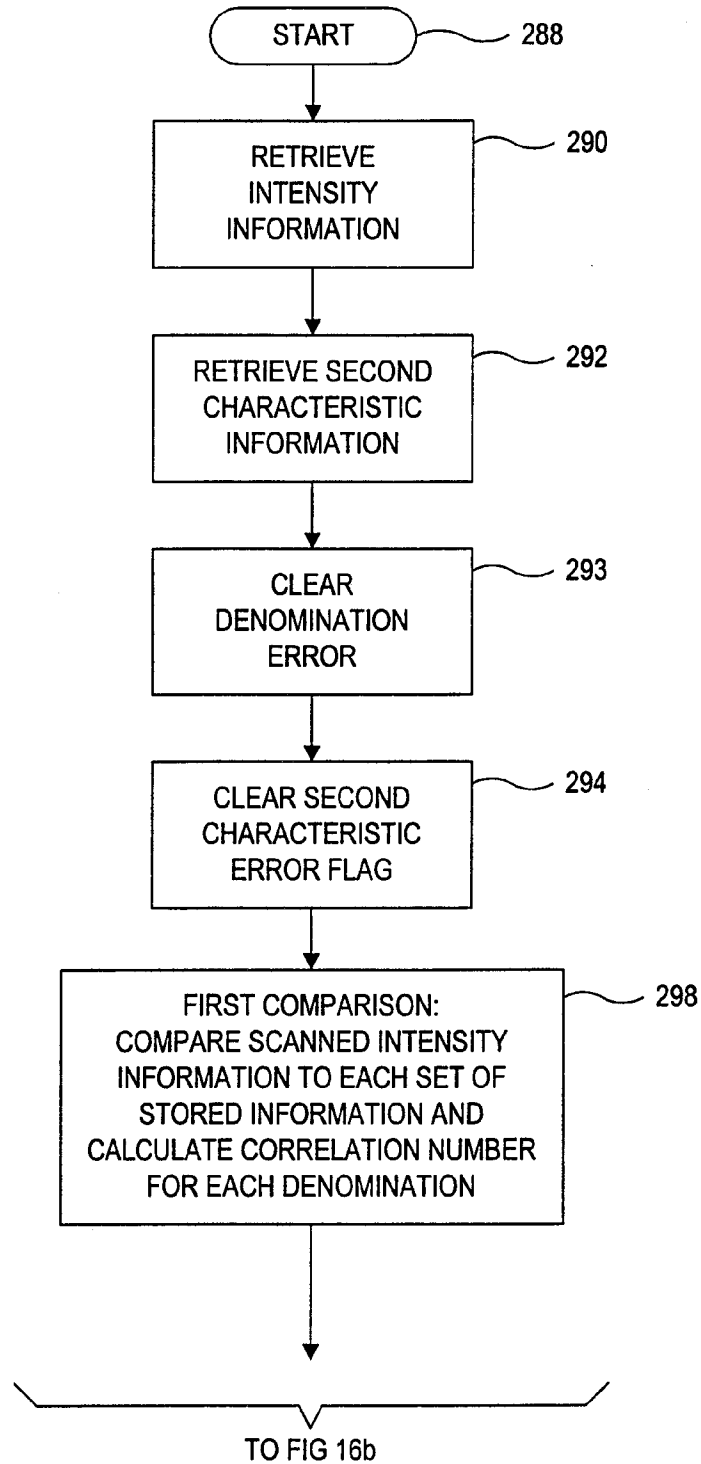 START
288
RETRIEVE
INTENSITY
INFORMATION
290
RETRIEVE SECOND
CHARACTERISTIC
INFORMATION
292
CLEAR
DENOMINATION
ERROR
293
CLEAR SECOND
CHARACTERISTIC
ERROR FLAG
294
FIRST COMPARISON:
COMPARE SCANNED INTENSITY
INFORMATION TO EACH SET OF
STORED INFORMATION AND
CALCULATE CORRELATION NUMBER
FOR EACH DENOMINATION
298
TO FIG 16b